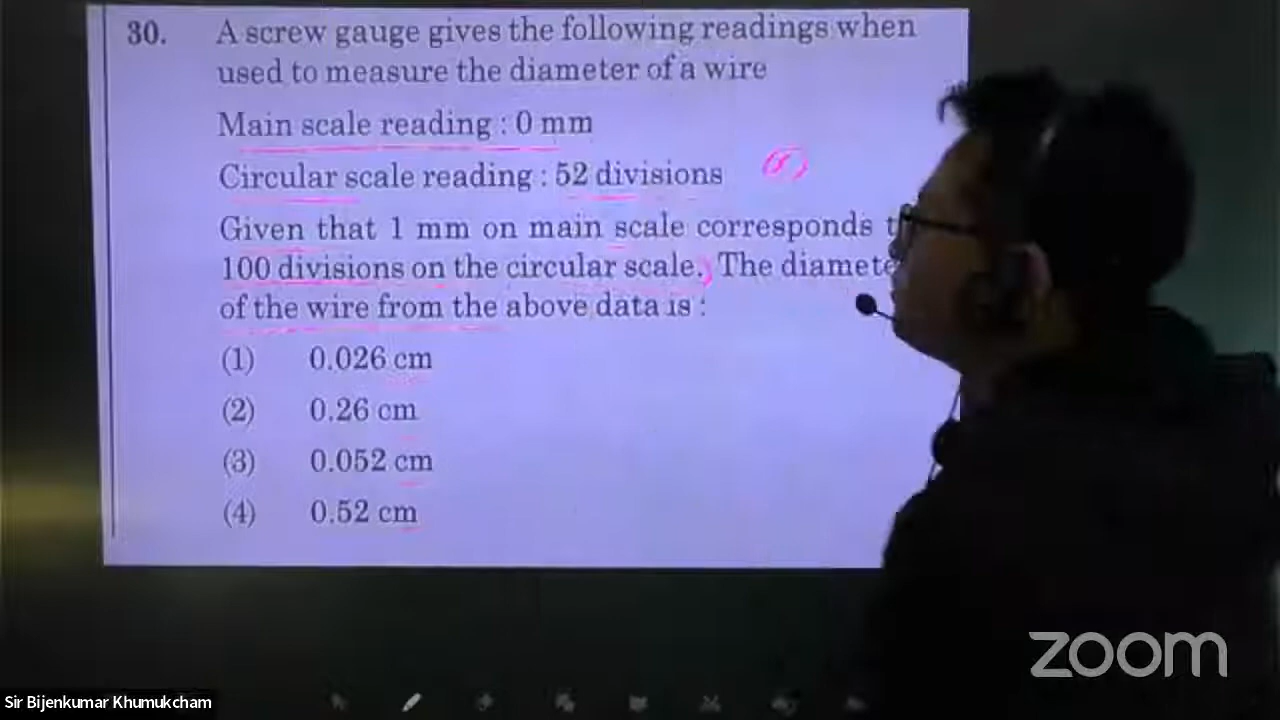 30. A screw gauge gives the following readings when
used to measure the diameter of a wire
Main scale reading : 0 mm
Circular scale reading : 52 divisions
Given that 1 mm on main scale corresponds
100 divisions on the circular scale. The
of the wire from the above data is :
(1) 0.026 cm
(2) 0.26 cm
(3) 0.052 cm
(4) 0.52 cm
zoom
Sir Bijenkumar Khumukcham